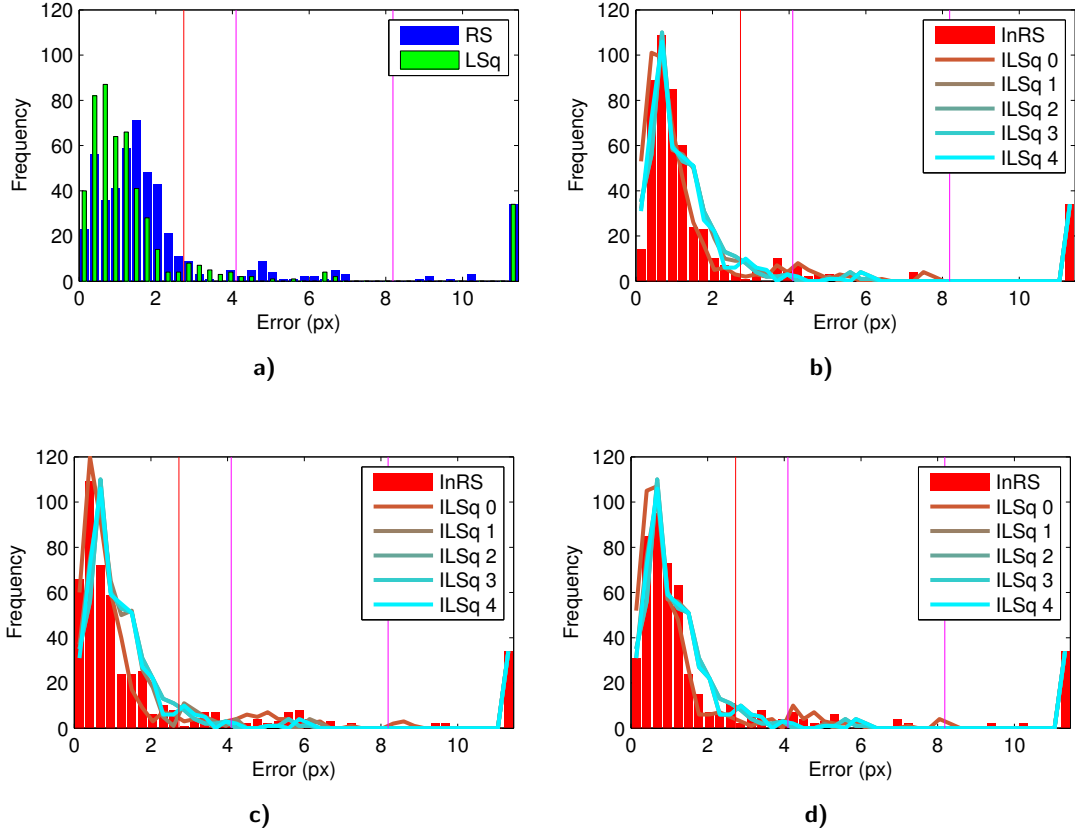 120
100
80
60
40
20
0
Frequency
0 2 4 6 8 10
Error (px)
RS
LSq
a)
120
100
80
60
40
20
0
Frequency
0 2 4 6 8 10
Error (px)
InRS
ILSq 0
ILSq 1
ILSq 2
ILSq 3
ILSq 4
b)
120
100
80
60
40
20
0
Frequency
0 2 4 6 8 10
Error (px)
InRS
ILSq 0
ILSq 1
ILSq 2
ILSq 3
ILSq 4
c)
120
100
80
60
40
20
0
Frequency
0 2 4 6 8 10
Error (px)
InRS
ILSq 0
ILSq 1
ILSq 2
ILSq 3
ILSq 4
d)